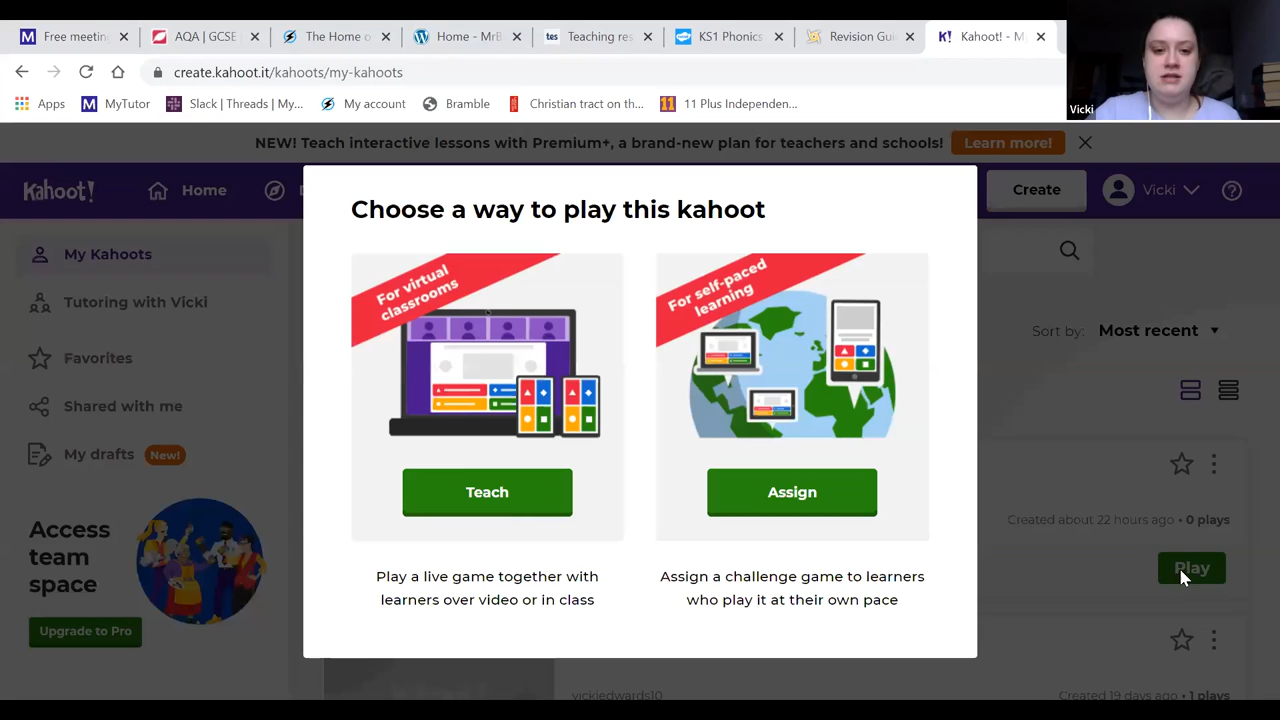 Free meetin
AQA | GCSE
The Home o
Home - MrB
Teaching res
KS1 Phonics
Revision Gui
Kahoot! - M
create.kahoot.it/kahoots/my-kahoots
Apps
MyTutor
Slack | Threads | My...
My account
Bramble
Christian tract on th...
11 Plus Independen...
Vicki
NEW! Teach interactive lessons with Premium+, a brand-new plan for teachers and schools!
Learn more!
Kahoot!
Home
D
Create
Vicki
My Kahoots
Tutoring with Vicki
Favorites
Shared with me
My drafts New!
Access
team
space
Upgrade to Pro
Choose a way to play this kahoot
For virtual
classrooms
Teach
Play a live game together with
learners over video or in class
For self-paced
learning
Assign
Assign a challenge game to learners
who play it at their own pace
Sort by: Most recent
Created about 22 hours ago • 0 plays
Play
vickiedwards10
Created 19 days ago • 1 plays